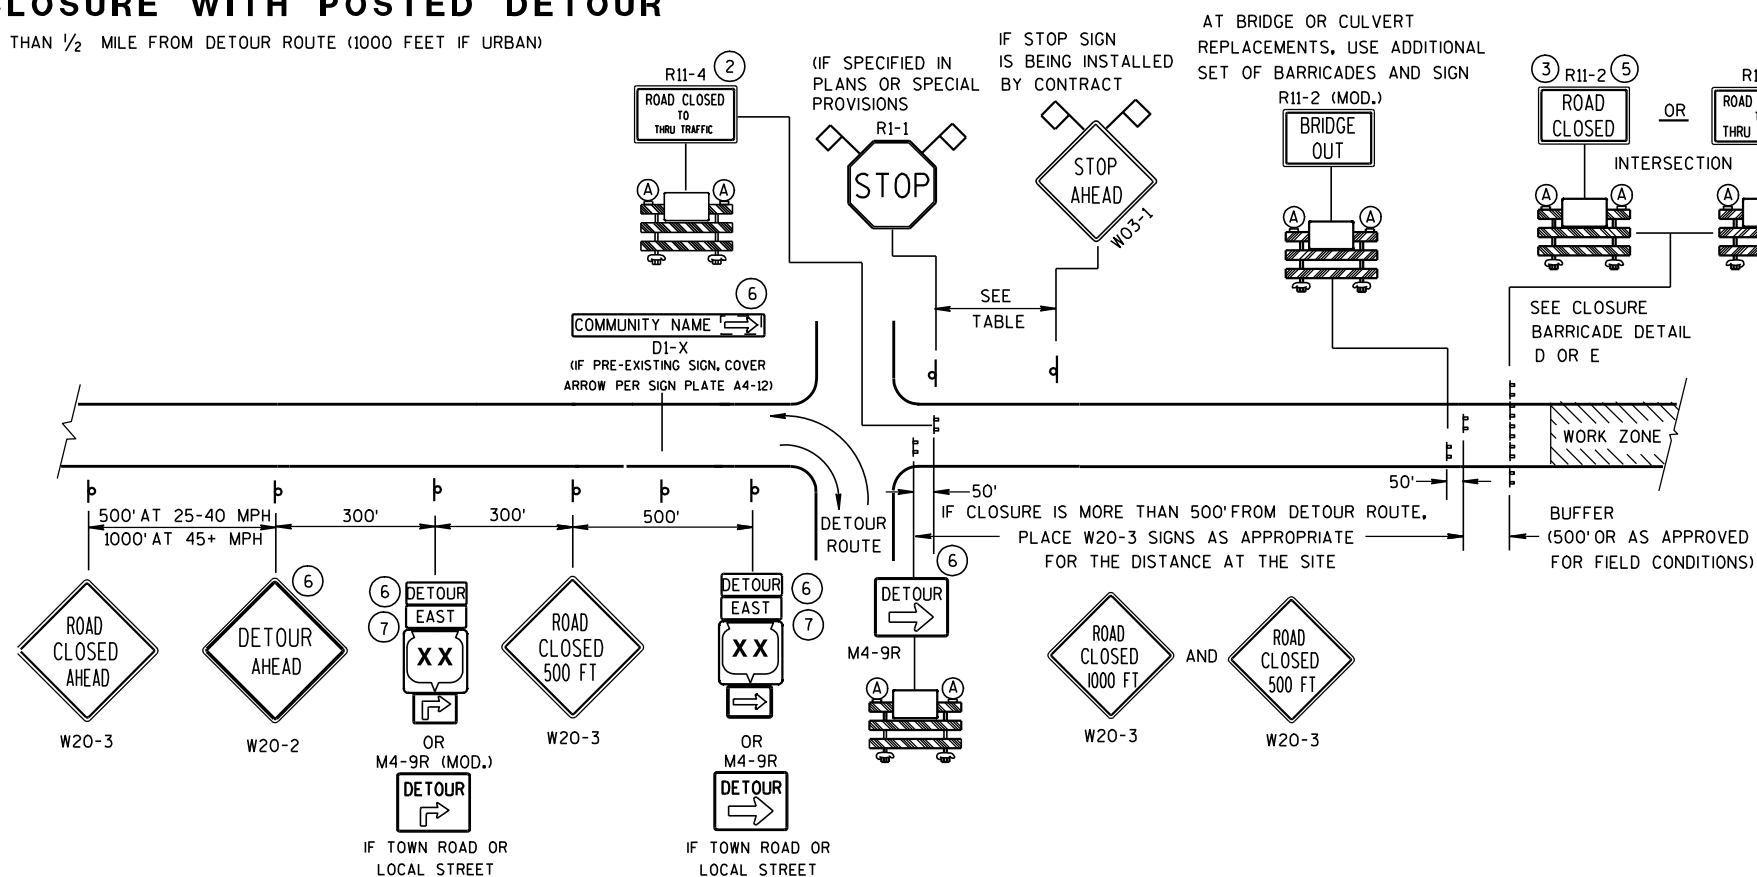 CLOSURE WITH POSTED DETOUR
THAN 1/2 MILE FROM DETOUR ROUTE (1000 FEET IF URBAN)
R11-4 2
ROAD CLOSED
TO
THRU TRAFFIC
A A
(IF SPECIFIED IN
PLANS OR SPECIAL
PROVISIONS
R1-1
STOP
IF STOP SIGN
IS BEING INSTALLED
BY CONTRACT
STOP
AHEAD
W03-1
AT BRIDGE OR CULVERT
REPLACEMENTS, USE ADDITIONAL
SET OF BARRICADES AND SIGN
R11-2 (MOD.)
BRIDGE
OUT
A A
3 R11-2 5
ROAD
CLOSED
OR
R1
ROAD
THRU
INTERSECTION
A A A
6
COMMUNITY NAME
D1-X
(IF PRE-EXISTING SIGN, COVER
ARROW PER SIGN PLATE A4-12)
SEE
TABLE
SEE CLOSURE
BARRICADE DETAIL
D OR E
WORK ZONE
500' AT 25-40 MPH
1000' AT 45+ MPH
300'
300'
500'
DETOUR
ROUTE
50'
50'
IF CLOSURE IS MORE THAN 500' FROM DETOUR ROUTE,
PLACE W20-3 SIGNS AS APPROPRIATE
FOR THE DISTANCE AT THE SITE
BUFFER
(500' OR AS APPROVED
FOR FIELD CONDITIONS)
ROAD
CLOSED
AHEAD
W20-3
6
DETOUR
AHEAD
W20-2
6
7
DETOUR
EAST
XX
OR
M4-9R (MOD.)
DETOUR
IF TOWN ROAD OR
LOCAL STREET
ROAD
CLOSED
500 FT
W20-3
DETOUR
EAST
XX
6
7
OR
M4-9R
DETOUR
IF TOWN ROAD OR
LOCAL STREET
6
DETOUR
M4-9R
A A
ROAD
CLOSED
1000 FT
W20-3
AND
ROAD
CLOSED
500 FT
W20-3